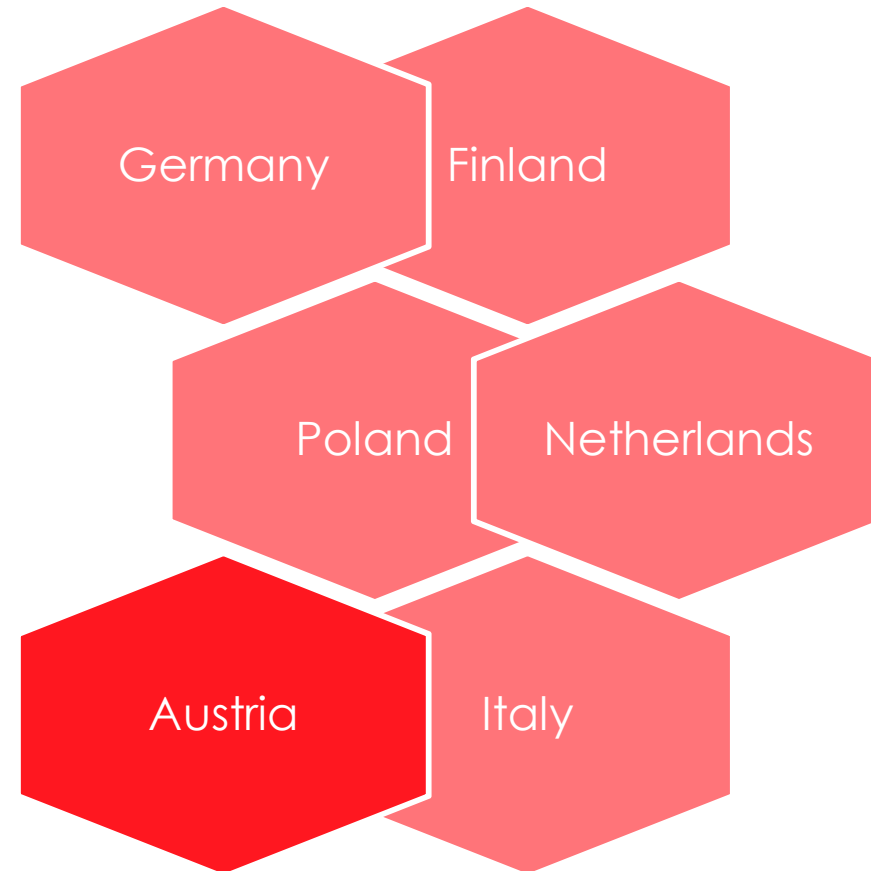 Germany
Finland
Poland
Netherlands
Austria
Italy